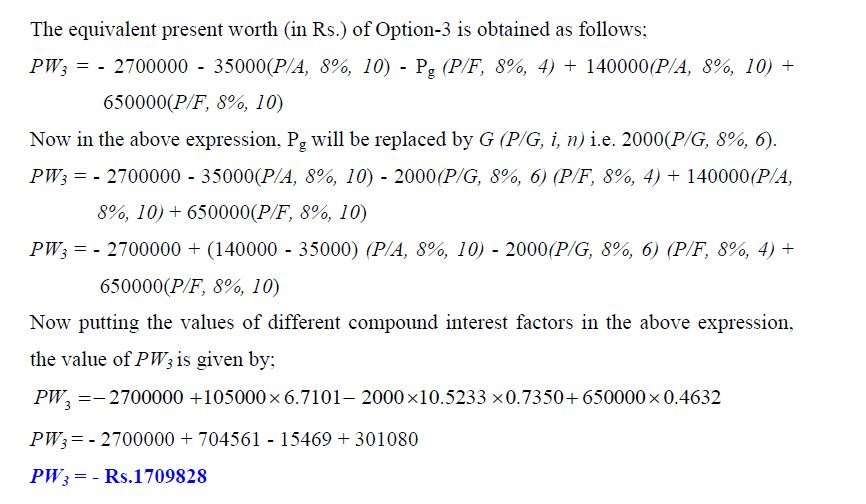 The equivalent present worth (in Rs.) of Option-3 is obtained as follows;
PW₃ = - 2700000 - 35000(P/A, 8%, 10) - Pg (P/F, 8%, 4) + 140000(P/A, 8%, 10) +
650000(P/F, 8%, 10)
Now in the above expression, Pg will be replaced by G (P/G, i, n) i.e. 2000(P/G, 8%, 6).
PW₃ = - 2700000 - 35000(P/A, 8%, 10) - 2000(P/G, 8%, 6) (P/F, 8%, 4) + 140000(P/A,
8%, 10) + 650000(P/F, 8%, 10)
PW₃ = - 2700000 + (140000 - 35000) (P/A, 8%, 10) - 2000(P/G, 8%, 6) (P/F, 8%, 4) +
650000(P/F, 8%, 10)
Now putting the values of different compound interest factors in the above expression,
the value of PW₃ is given by;
PW₃ =− 2700000 +105000× 6.7101− 2000×10.5233 ×0.7350+ 650000× 0.4632
PW₃ = - 2700000 + 704561 - 15469 + 301080
PW₃ = - Rs.1709828